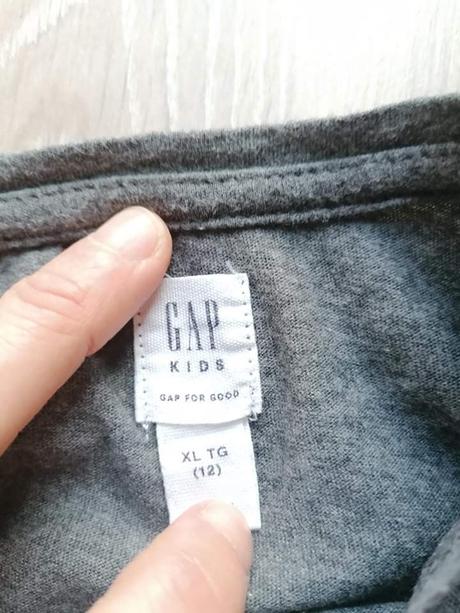 GAP
KIDS
GAP FOR GOOD
XL TG
(12)